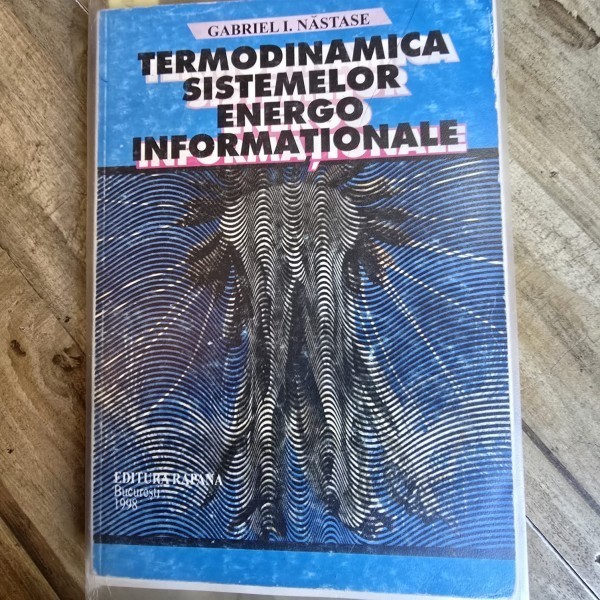 GABRIEL I. NĂSTASE
TERMODINAMICA
SISTEMELOR
ENERGO
INFORMAȚIONALE
EDITURA RAPANA
București
1998